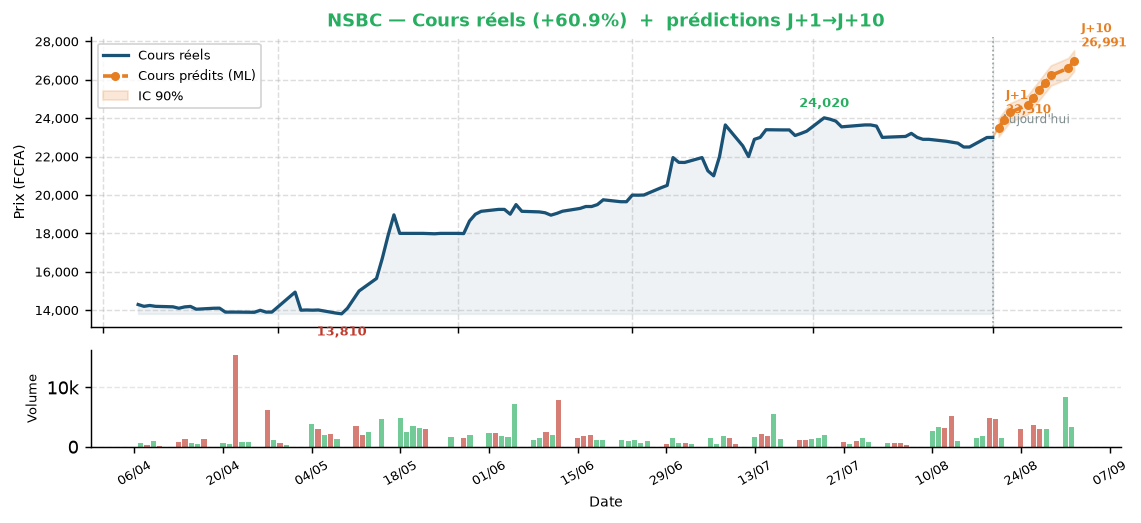 NSBC — Cours réels (+60.9%) + prédictions J+1→J+10
J+10
26,991
28,000
26,000
24,000
22,000
20,000
18,000
16,000
14,000
Prix (FCFA)
Cours réels
Cours prédits (ML)
IC 90%
24,020
J+1
23,510
Aujourd'hui
13,810
Volume
10k
0
06/04
20/04
04/05
18/05
01/06
15/06
29/06
13/07
27/07
10/08
24/08
07/09
Date